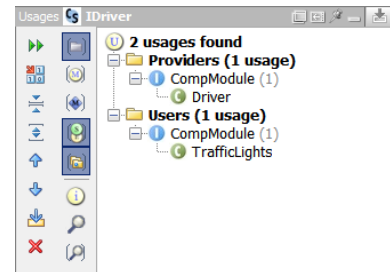 Usages IDriver
2 usages found
Providers (1 usage)
CompModule (1)
Driver
Users (1 usage)
CompModule (1)
TrafficLights